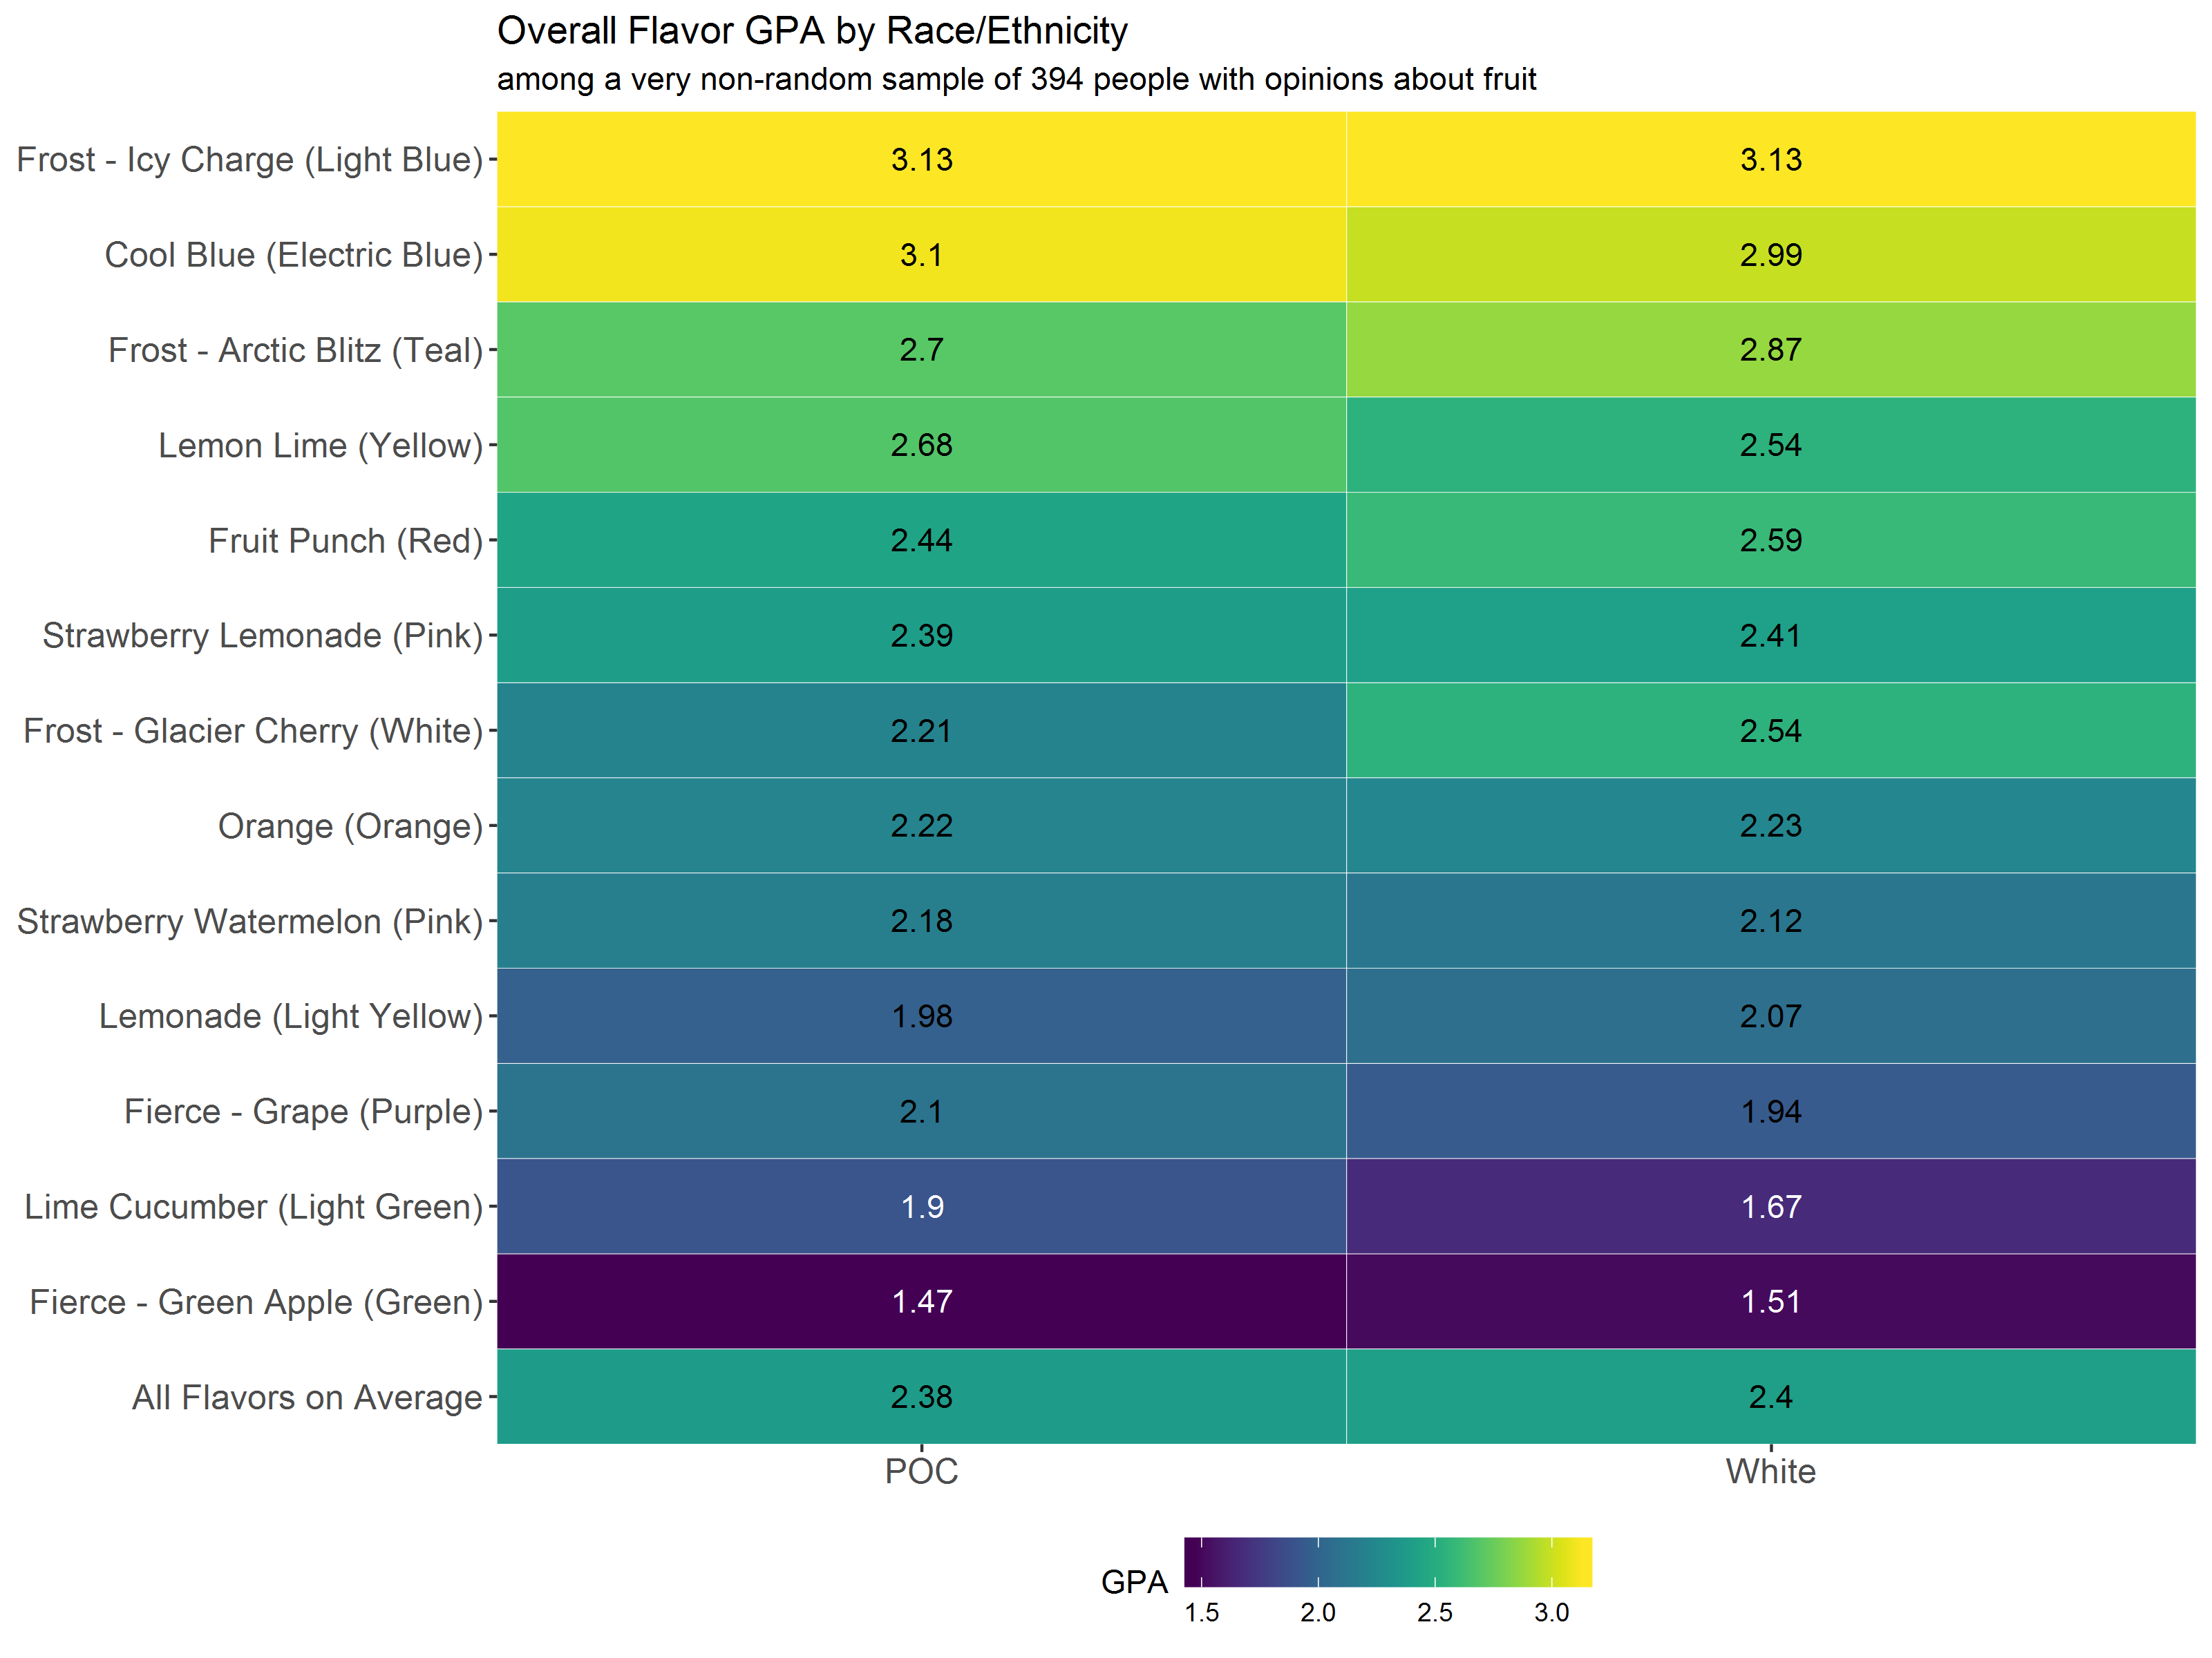 Overall Flavor GPA by Race/Ethnicity
among a very non-random sample of 394 people with opinions about fruit
Frost - Icy Charge (Light Blue) 3.13 3.13
Cool Blue (Electric Blue) 3.1 2.99
Frost - Arctic Blitz (Teal) 2.7 2.87
Lemon Lime (Yellow) 2.68 2.54
Fruit Punch (Red) 2.44 2.59
Strawberry Lemonade (Pink) 2.39 2.41
Frost - Glacier Cherry (White) 2.21 2.54
Orange (Orange) 2.22 2.23
Strawberry Watermelon (Pink) 2.18 2.12
Lemonade (Light Yellow) 1.98 2.07
Fierce - Grape (Purple) 2.1 1.94
Lime Cucumber (Light Green) 1.9 1.67
Fierce - Green Apple (Green) 1.47 1.51
All Flavors on Average 2.38 2.4
POC White
GPA
1.5 2.0 2.5 3.0